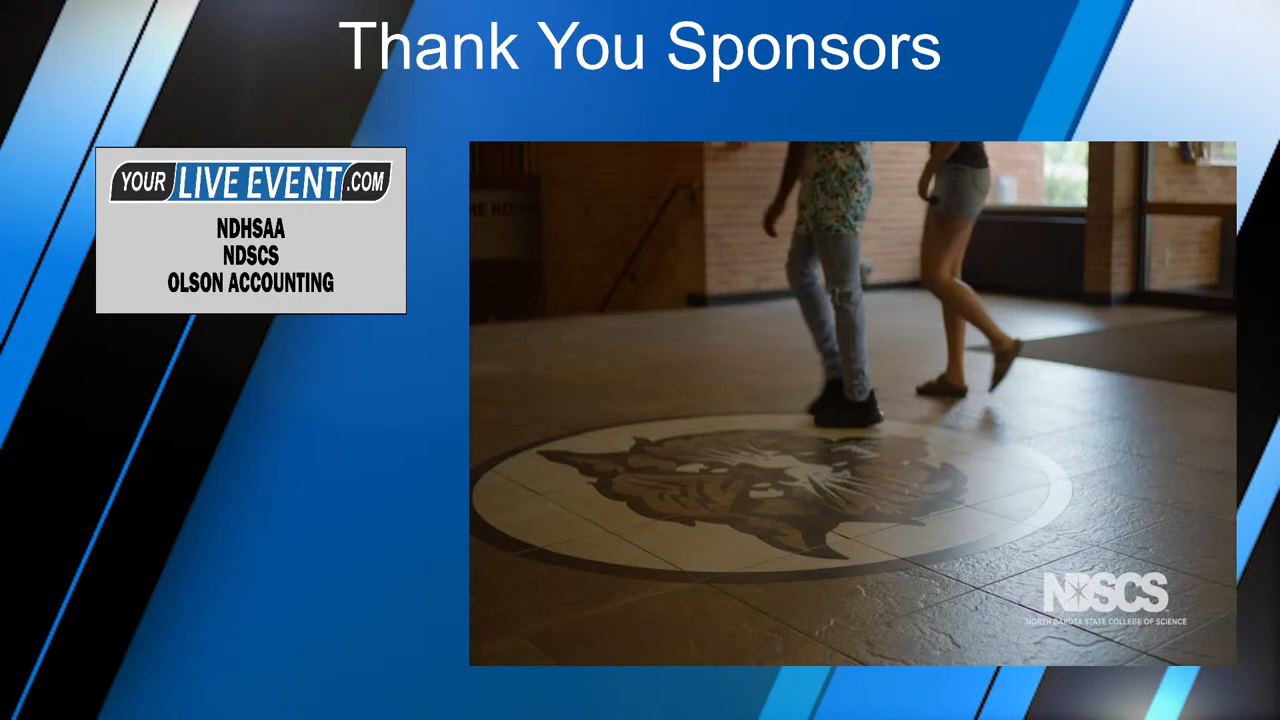 Thank You Sponsors
YOUR LIVE EVENT .COM
NDHSAA
NDSCS
OLSON ACCOUNTING
NDSCS
NORTH DAKOTA STATE COLLEGE OF SCIENCE